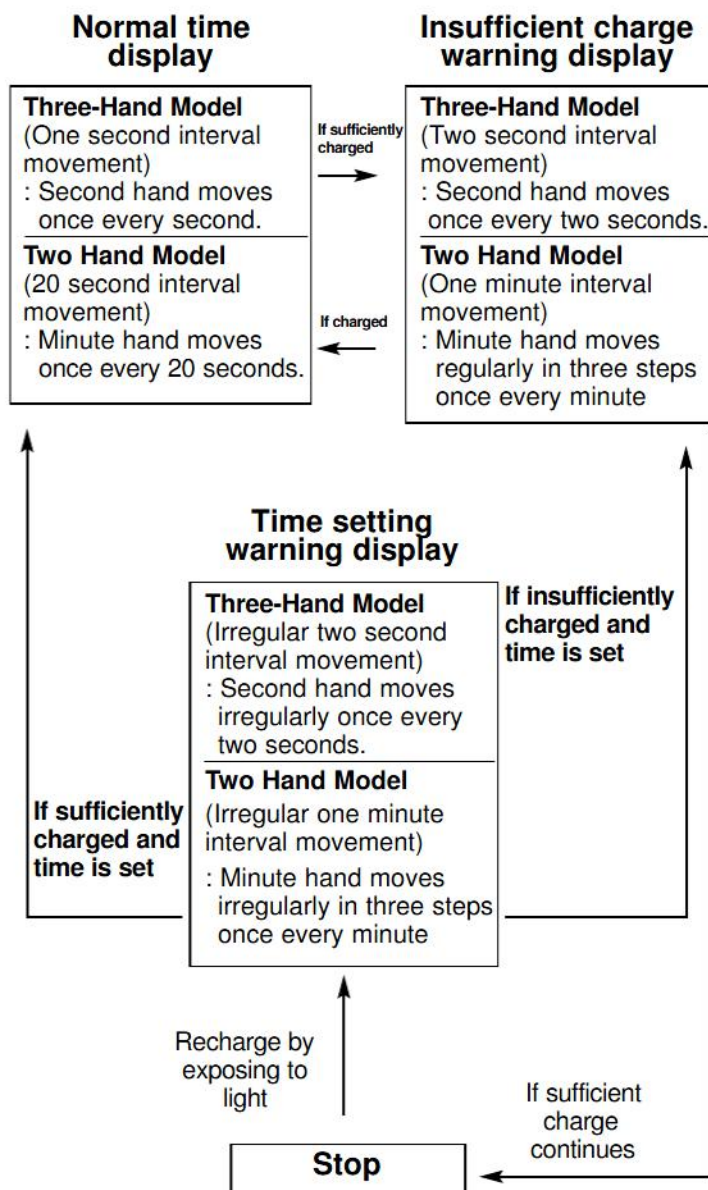 Normal time
display
Three-Hand Model
(One second interval
movement)
: Second hand moves
once every second.
Two Hand Model
(20 second interval
movement)
: Minute hand moves
once every 20 seconds.
If sufficiently
charged
If charged
Insufficient charge
warning display
Three-Hand Model
(Two second interval
movement)
: Second hand moves
once every two seconds.
Two Hand Model
(One minute interval
movement)
: Minute hand moves
regularly in three steps
once every minute
Time setting
warning display
Three-Hand Model
(Irregular two second
interval movement)
: Second hand moves
irregularly once every
two seconds.
Two Hand Model
(Irregular one minute
interval movement)
: Minute hand moves
irregularly in three steps
once every minute
If insufficiently
charged and
time is set
If sufficiently
charged and
time is set
Recharge by
exposing to
light
If sufficient
charge
continues
Stop